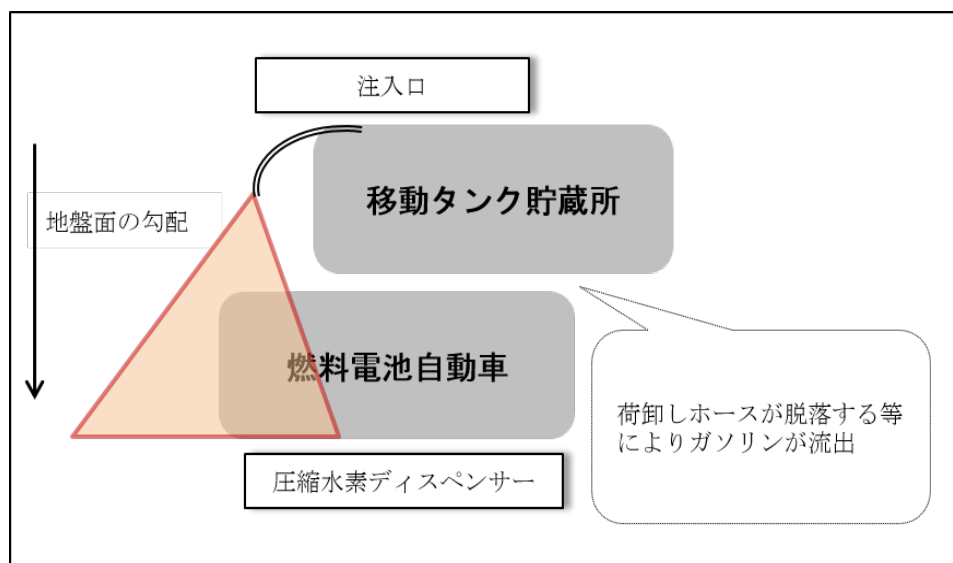 注入口
移動タンク貯蔵所
地盤面の勾配
燃料電池自動車
荷卸しホースが脱落する等
によりガソリンが流出
圧縮水素ディスペンサー